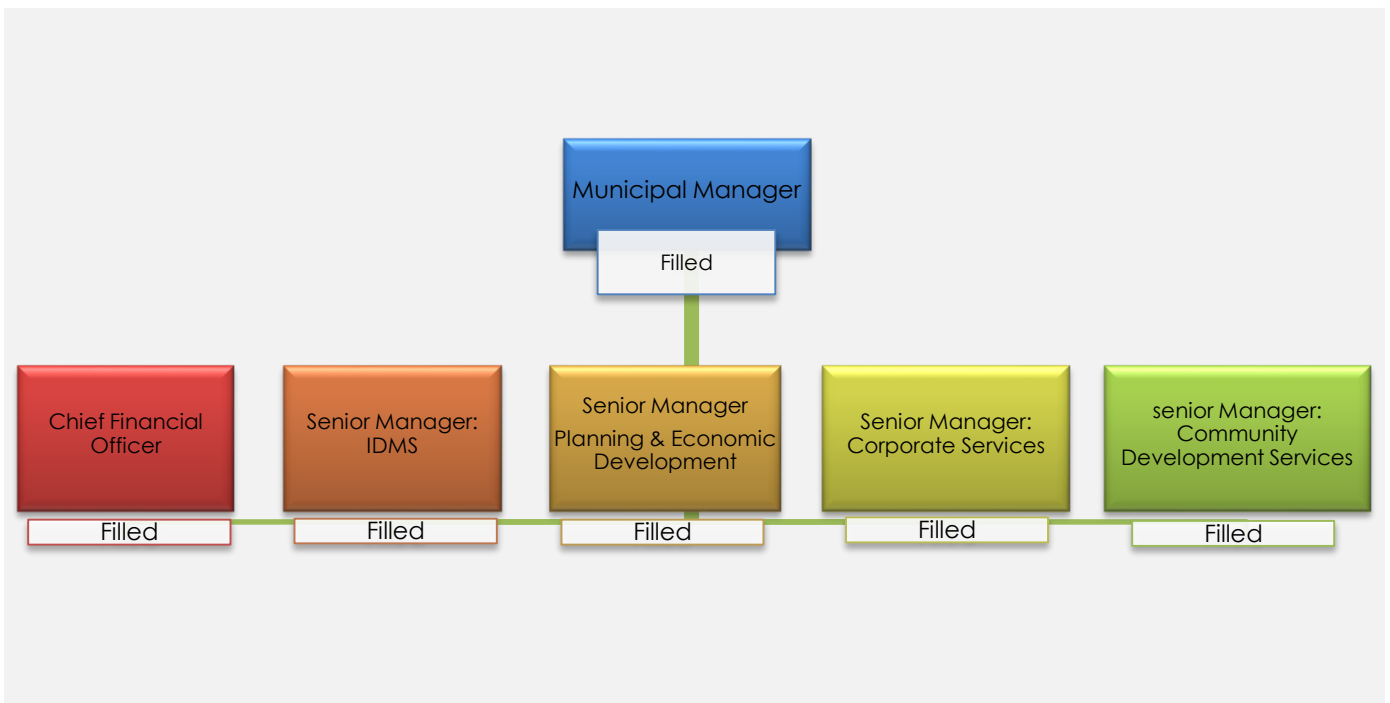 Municipal Manager
Filled
Chief Financial
Officer
Filled
Senior Manager:
IDMS
Filled
Senior Manager
Planning & Economic
Development
Filled
Senior Manager:
Corporate Services
Filled
senior Manager:
Community
Development Services
Filled